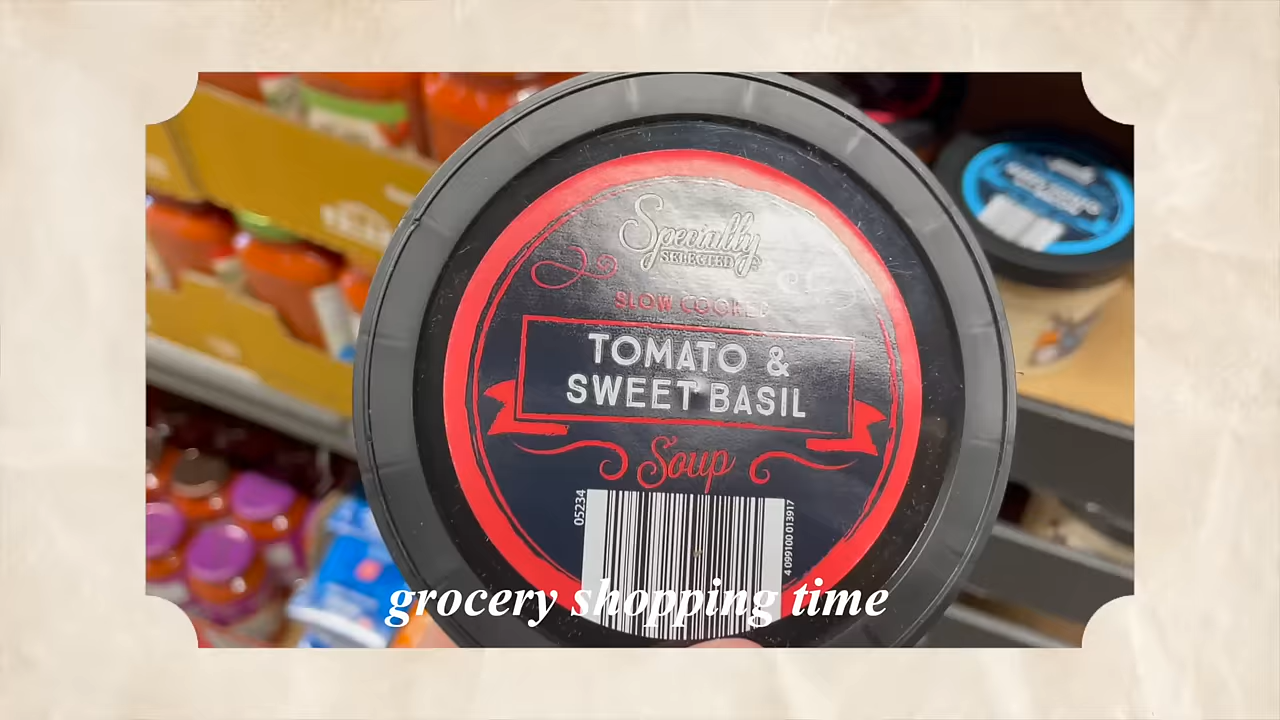 Specially
SELECTED
SLOW COOKED
TOMATO &
SWEET BASIL
Soup
05234
4 099100 013917
grocery shopping time